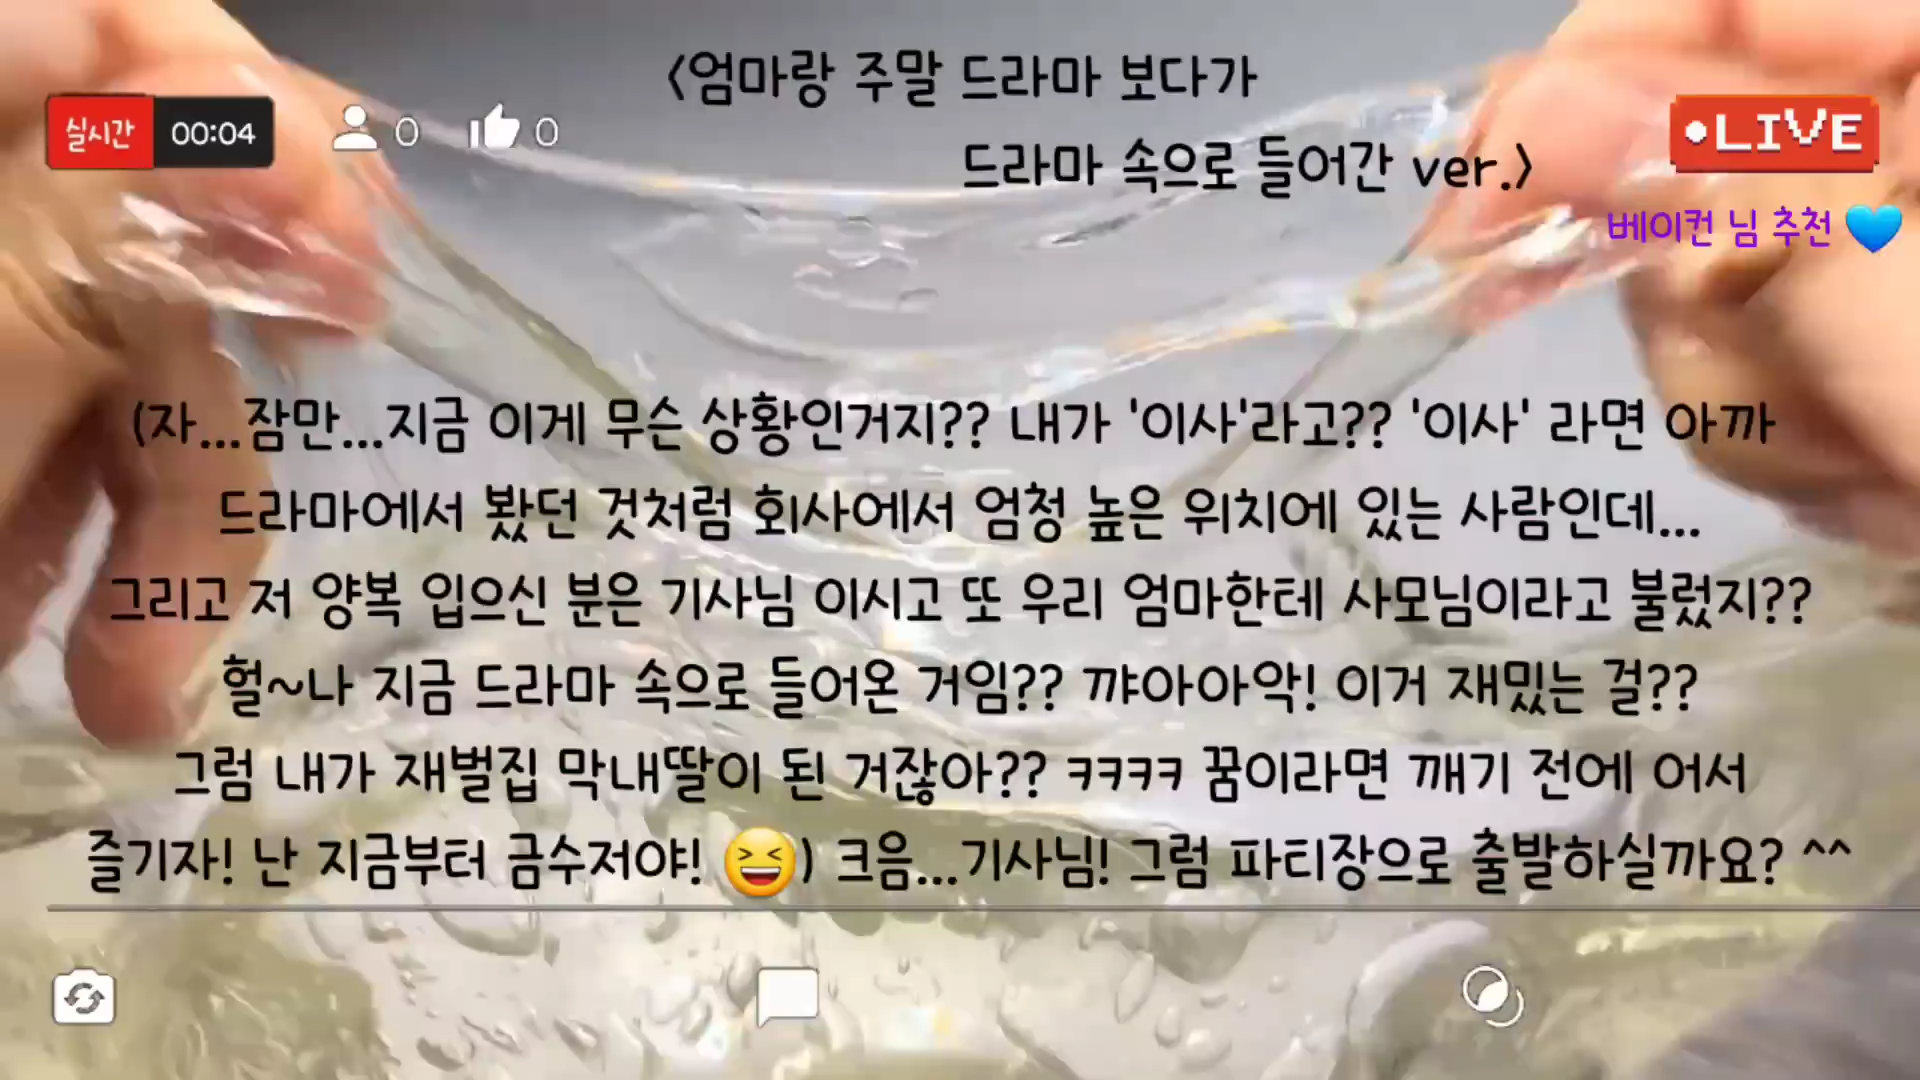 <엄마랑 주말 드라마 보다가
드라마 속으로 들어간 ver.>
실시간 00:04 0 0
LIVE
베이컨 님 추천 💙
(자...잠만...지금 이게 무슨 상황인거지?? 내가 '이사'라고?? '이사' 라면 아까
드라마에서 봤던 것처럼 회사에서 엄청 높은 위치에 있는 사람인데...
그리고 저 양복 입으신 분은 기사님 이시고 또 우리 엄마한테 사모님이라고 불렀지??
헐~나 지금 드라마 속으로 들어온 거임?? 꺄아아악! 이거 재밌는 걸??
그럼 내가 재벌집 막내딸이 된 거잖아?? ㅋㅋㅋㅋ 꿈이라면 깨기 전에 어서
즐기자! 난 지금부터 금수저야! 😆) 크음...기사님! 그럼 파티장으로 출발하실까요? ^^